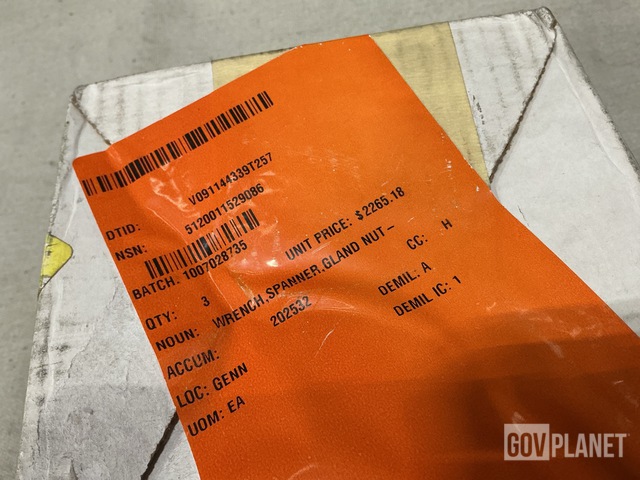 DTID: V091144339T257
NSN: 5120011529086
BATCH: 1007028735
QTY: 3 UNIT PRICE: $2265.18
NOUN: WRENCH,SPANNER,GLAND NUT- CC: H
ACCUM: 202532 DEMIL: A
LOC: GENN DEMIL IC: 1
UOM: EA
GOVPLANET